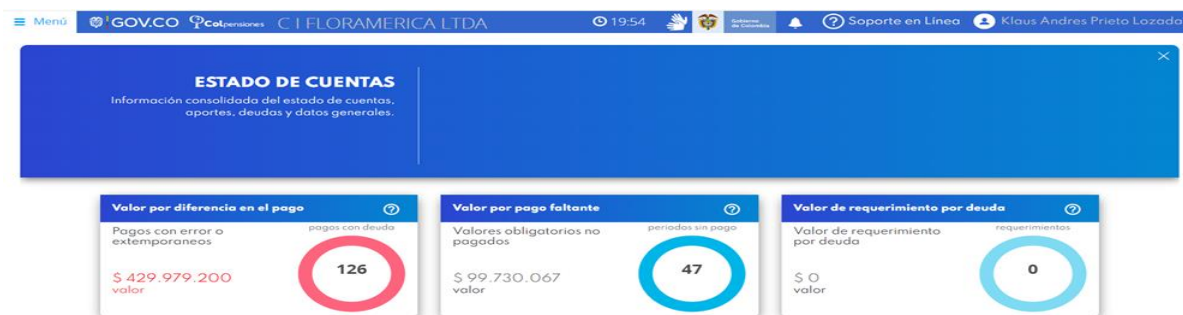 Menú GOV.CO Colpensiones C I FLORAMERICA LTDA 19:54 Gobierno de Colombia Soporte en Línea Klaus Andres Prieto Lozada
ESTADO DE CUENTAS
Información consolidada del estado de cuentas,
aportes, deudas y datos generales.
Valor por diferencia en el pago
pagos con deuda
Pagos con error o
extemporaneos
126
$ 429.979.200
valor
Valor por pago faltante
periodos sin pago
Valores obligatorios no
pagados
47
$ 99.730.067
valor
Valor de requerimiento por deuda
requerimientos
Valor de requerimiento
por deuda
0
$ 0
valor